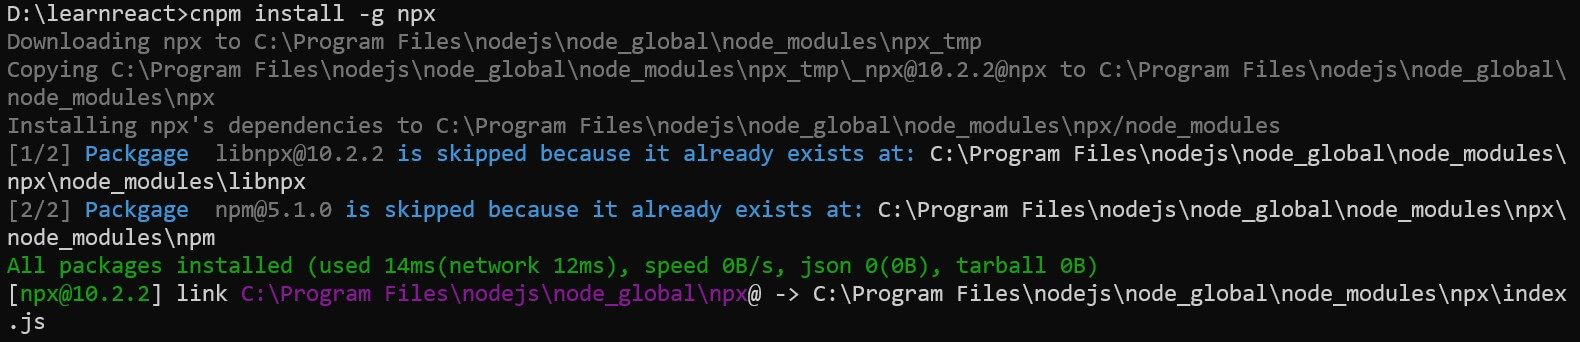 D:\learnreact>cnpm install -g npx
Downloading npx to C:\Program Files\nodejs\node_global\node_modules\npx_tmp
Copying C:\Program Files\nodejs\node_global\node_modules\npx_tmp\_npx@10.2.2@npx to C:\Program Files\nodejs\node_global\
node_modules\npx
Installing npx's dependencies to C:\Program Files\nodejs\node_global\node_modules\npx/node_modules
[1/2] Packgage  libnpx@10.2.2 is skipped because it already exists at: C:\Program Files\nodejs\node_global\node_modules\
npx\node_modules\libnpx
[2/2] Packgage  npm@5.1.0 is skipped because it already exists at: C:\Program Files\nodejs\node_global\node_modules\npx\
node_modules\npm
All packages installed (used 14ms(network 12ms), speed 0B/s, json 0(0B), tarball 0B)
[npx@10.2.2] link C:\Program Files\nodejs\node_global\npx@ -> C:\Program Files\nodejs\node_global\node_modules\npx\index
.js